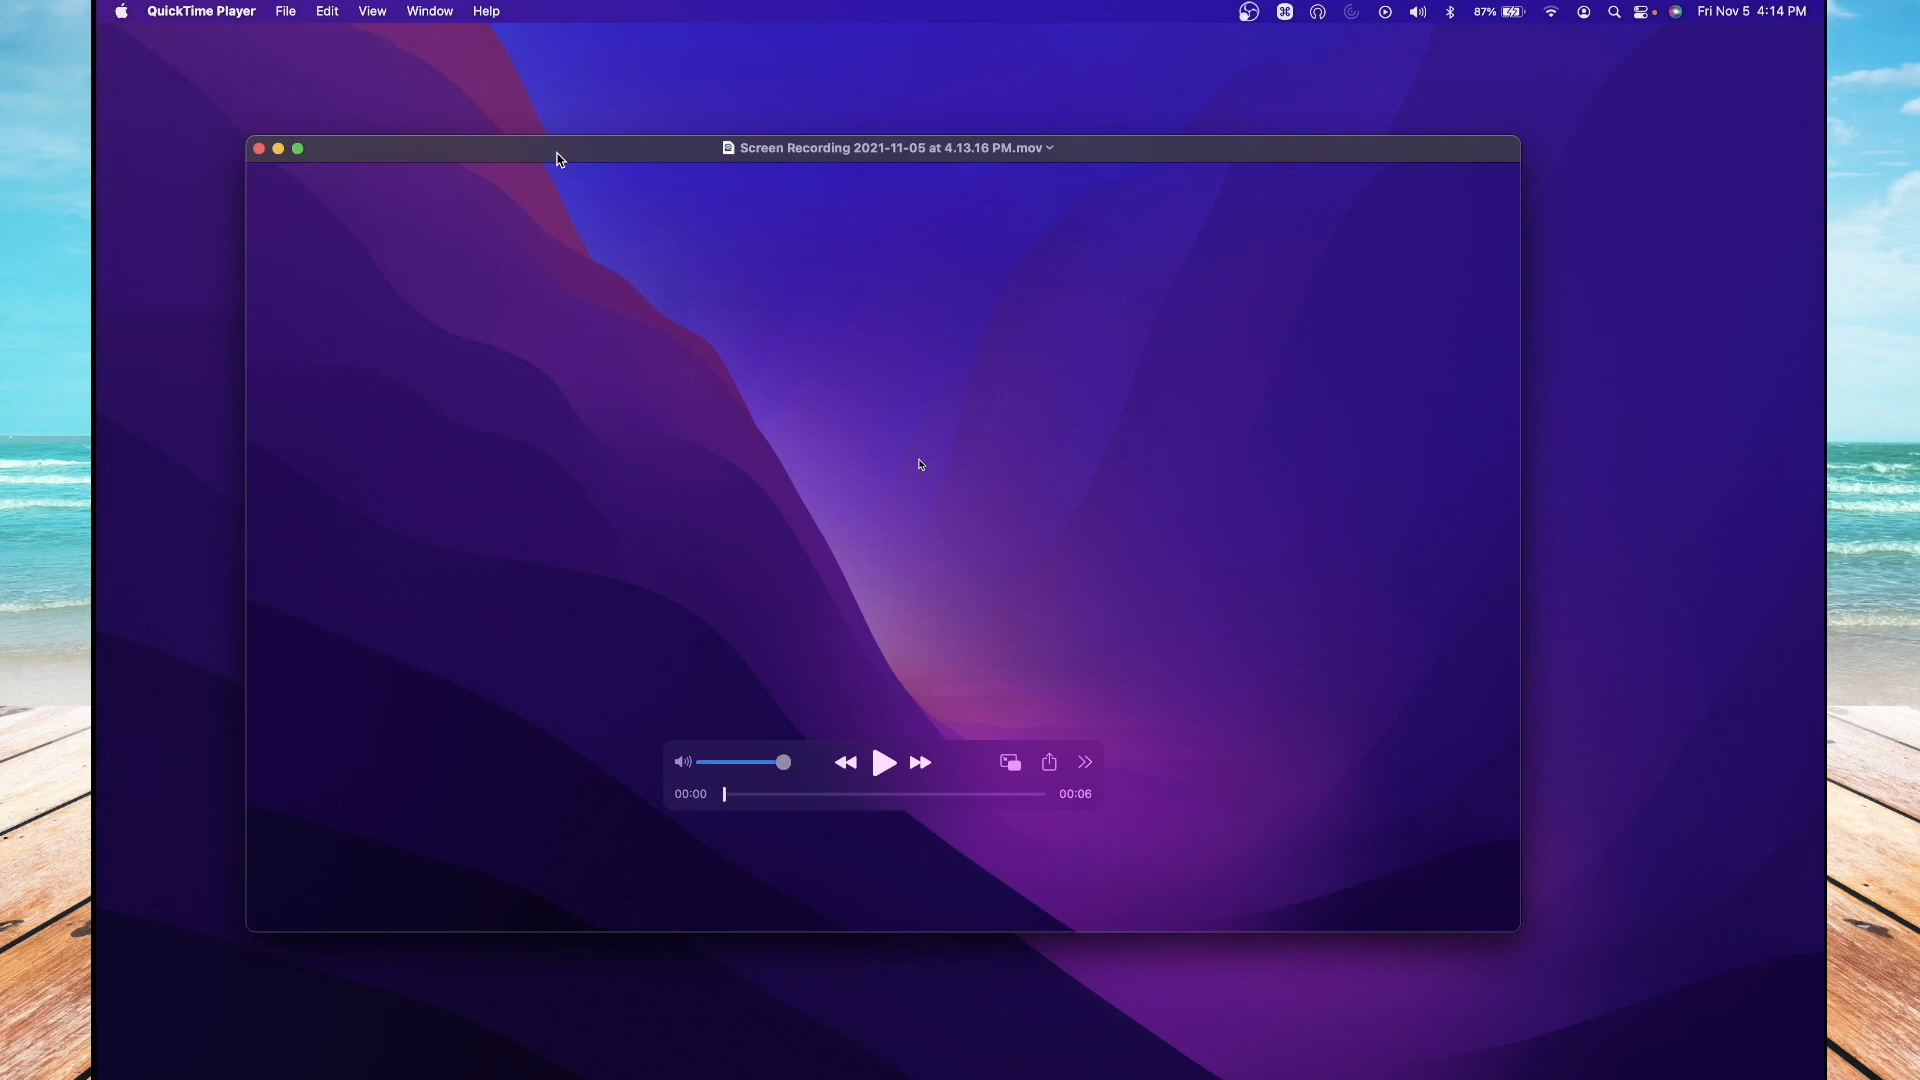 QuickTime Player File Edit View Window Help 87% Fri Nov 5 4:14 PM
Screen Recording 2021-11-05 at 4.13.16 PM.mov
00:00 00:06